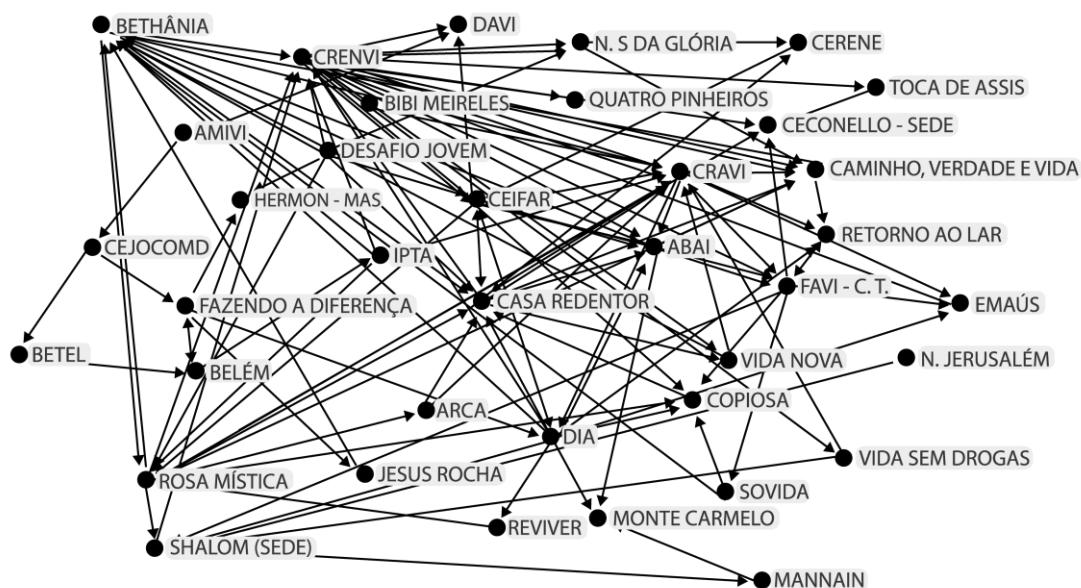 BETHÂNIA
DAVI
N. S DA GLÓRIA
CERENE
CRENVI
TOCA DE ASSIS
BIBI MEIRELES
QUATRO PINHEIROS
CECONELLO - SEDE
AMIVI
DESAFIO JOVEM
CRAVI
CAMINHO, VERDADE E VIDA
HERMON - MAS
CEIFAR
RETORNO AO LAR
CEJOCOMD
IPTA
ABAI
FAVI - C. T.
FAZENDO A DIFERENÇA
CASA REDENTOR
EMAÚS
BETEL
BELÉM
VIDA NOVA
N. JERUSALÉM
ARCA
COPIOSA
DIA
VIDA SEM DROGAS
ROSA MÍSTICA
JESUS ROCHA
SOVIDA
REVIVER
MONTE CARMELO
SHALOM (SEDE)
MANNAIN